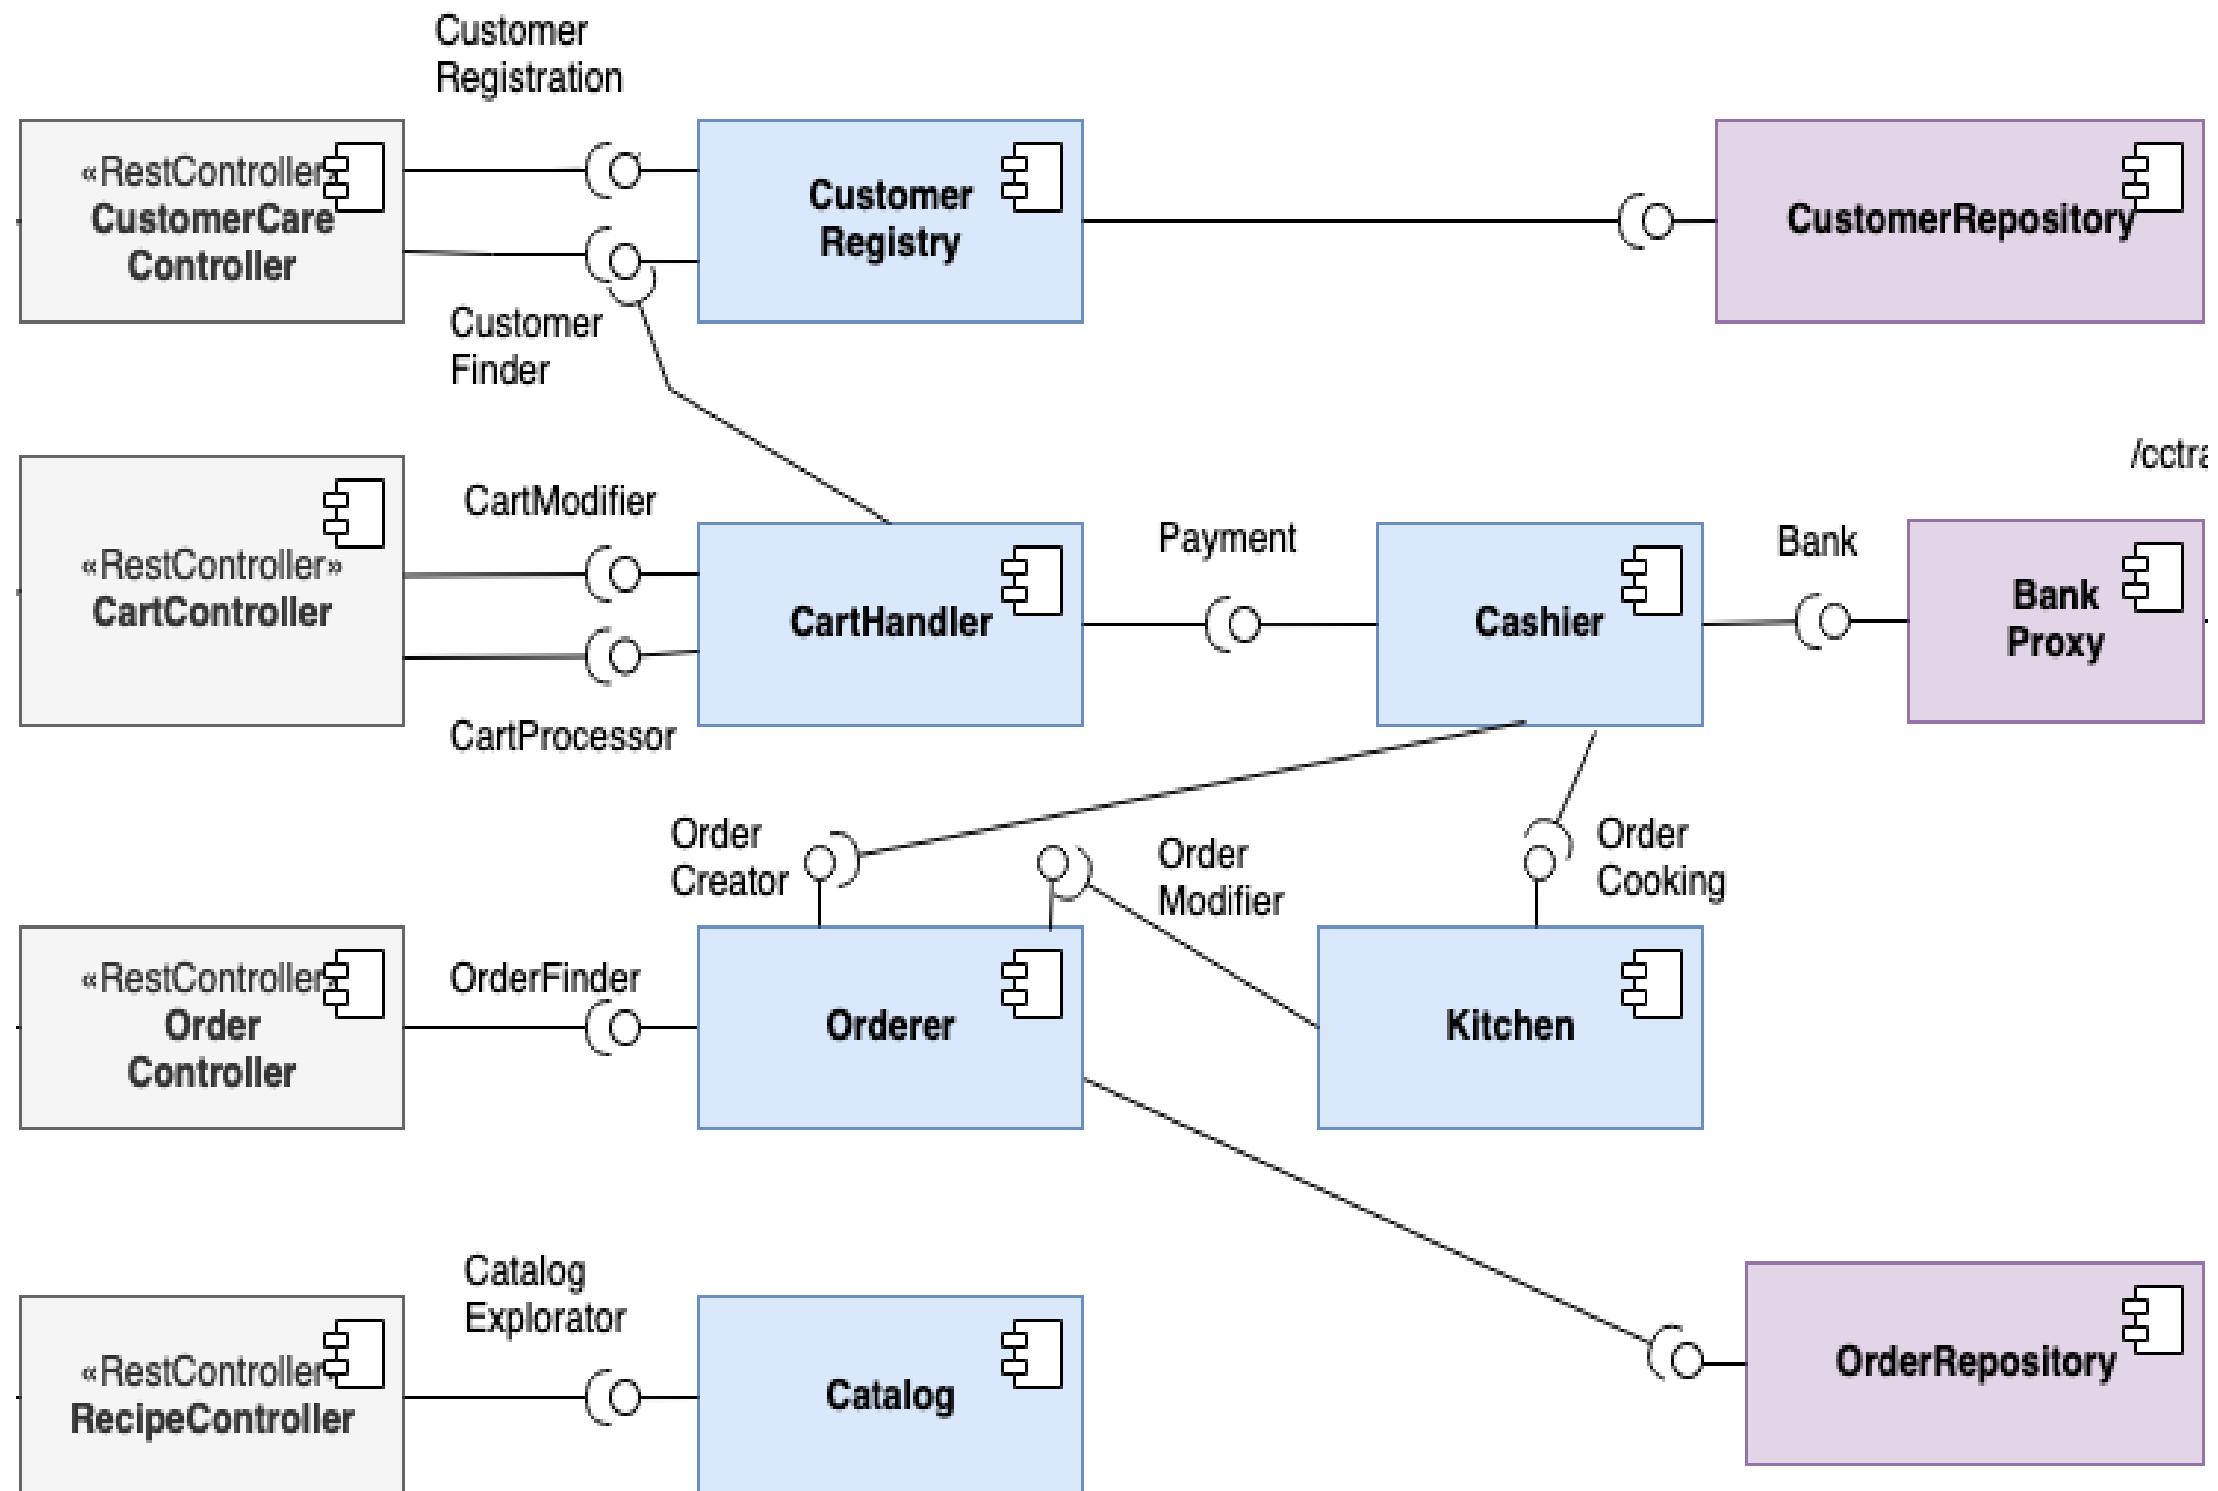 Customer
Registration
«RestController»
CustomerCare
Controller
Customer
Registry
CustomerRepository
Customer
Finder
/cctra
«RestController»
CartController
CartModifier
CartProcessor
CartHandler
Payment
Cashier
Bank
Bank
Proxy
Order
Creator
Order
Modifier
Order
Cooking
«RestController»
Order
Controller
OrderFinder
Orderer
Kitchen
Catalog
Explorator
«RestController»
RecipeController
Catalog
OrderRepository